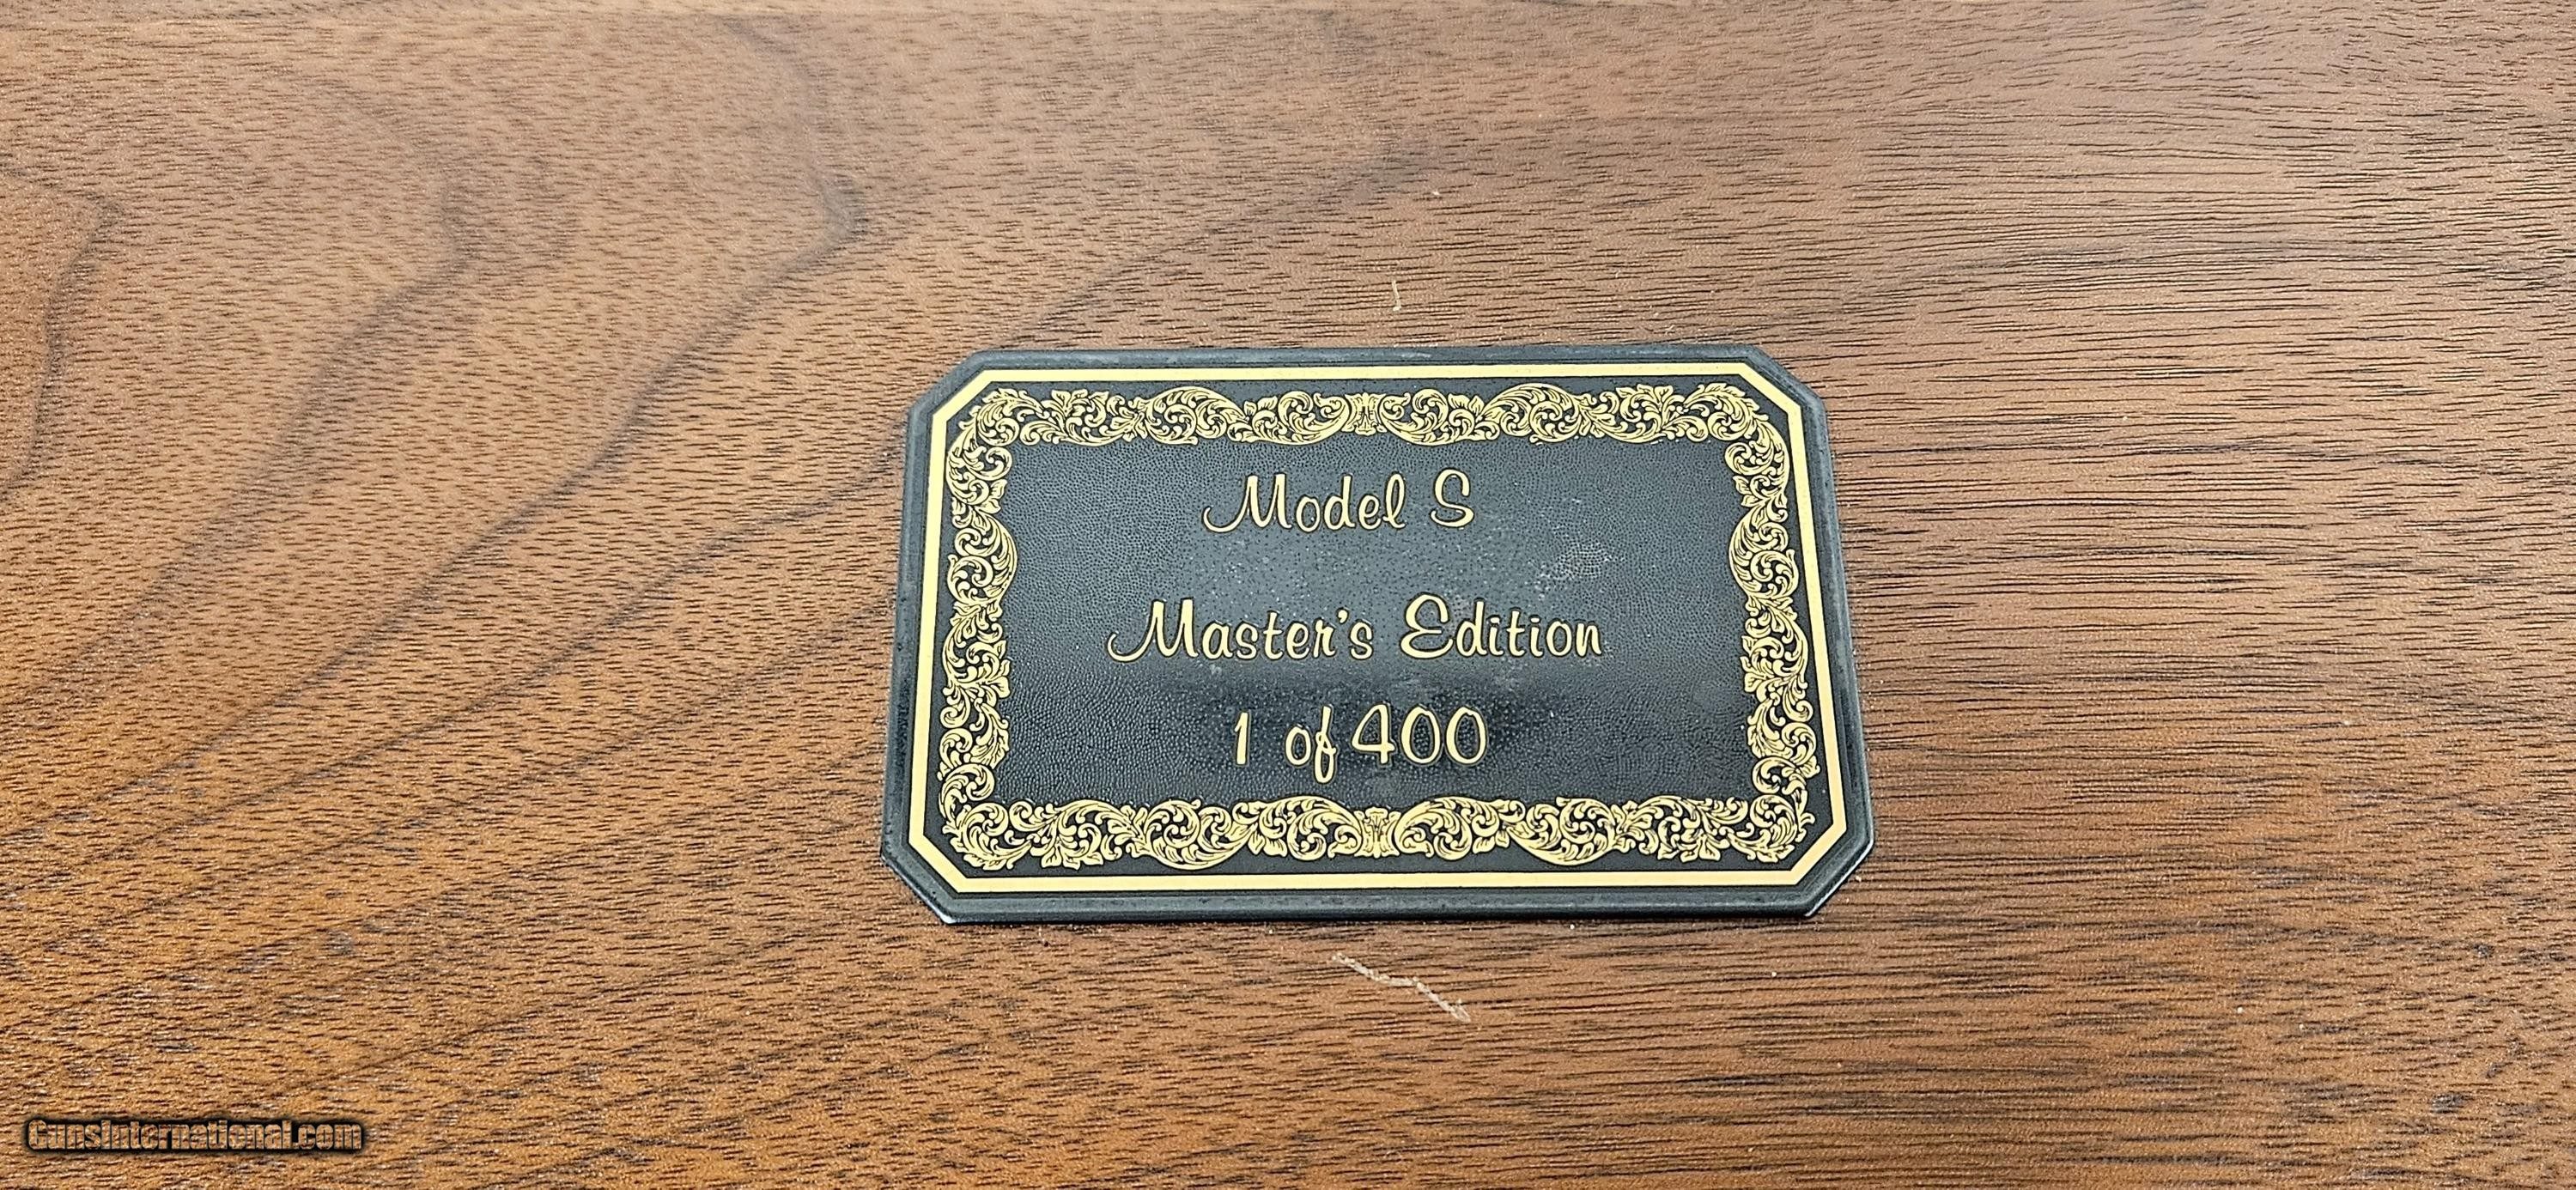 Model S
Master's Edition
1 of 400
GunsInternational.com